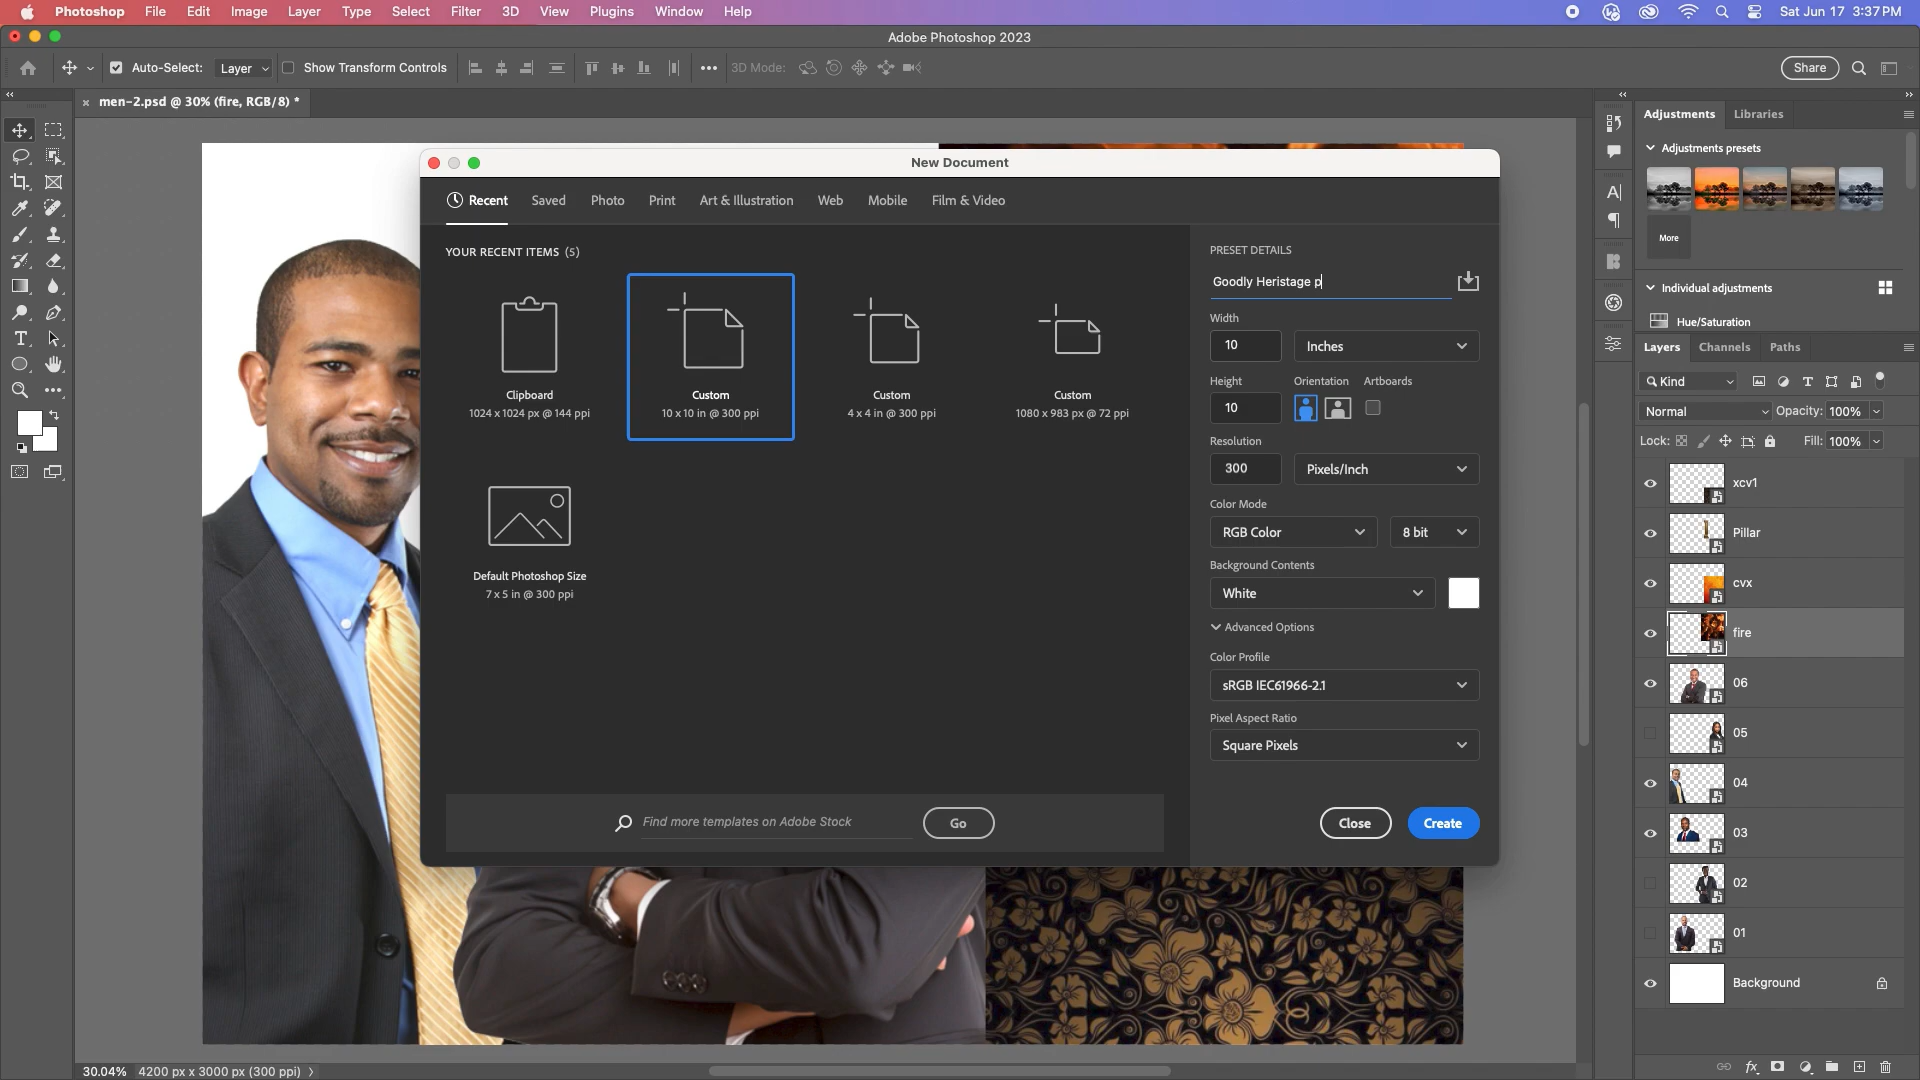 Photoshop File Edit Image Layer Type Select Filter 3D View Plugins Window Help Sat Jun 17 3:37 PM
Adobe Photoshop 2023
Auto-Select: Layer Show Transform Controls 3D Mode: Share
men-2.psd @ 30% (fire, RGB/8) *
New Document
Recent Saved Photo Print Art & Illustration Web Mobile Film & Video
YOUR RECENT ITEMS (5)
Clipboard
1024 x 1024 px @ 144 ppi
Custom
10 x 10 in @ 300 ppi
Custom
4 x 4 in @ 300 ppi
Custom
1080 x 983 px @ 72 ppi
Default Photoshop Size
7 x 5 in @ 300 ppi
Find more templates on Adobe Stock Go
PRESET DETAILS
Goodly Heristage p
Width
10 Inches
Height Orientation Artboards
10
Resolution
300 Pixels/Inch
Color Mode
RGB Color 8 bit
Background Contents
White
Advanced Options
Color Profile
sRGB IEC61966-2.1
Pixel Aspect Ratio
Square Pixels
Close Create
Adjustments Libraries
Adjustments presets
More
Individual adjustments
Hue/Saturation
Layers Channels Paths
Kind
Normal Opacity: 100%
Lock: Fill: 100%
xcv1
Pillar
cvx
fire
06
05
04
03
02
01
Background
30.04% 4200 px x 3000 px (300 ppi)